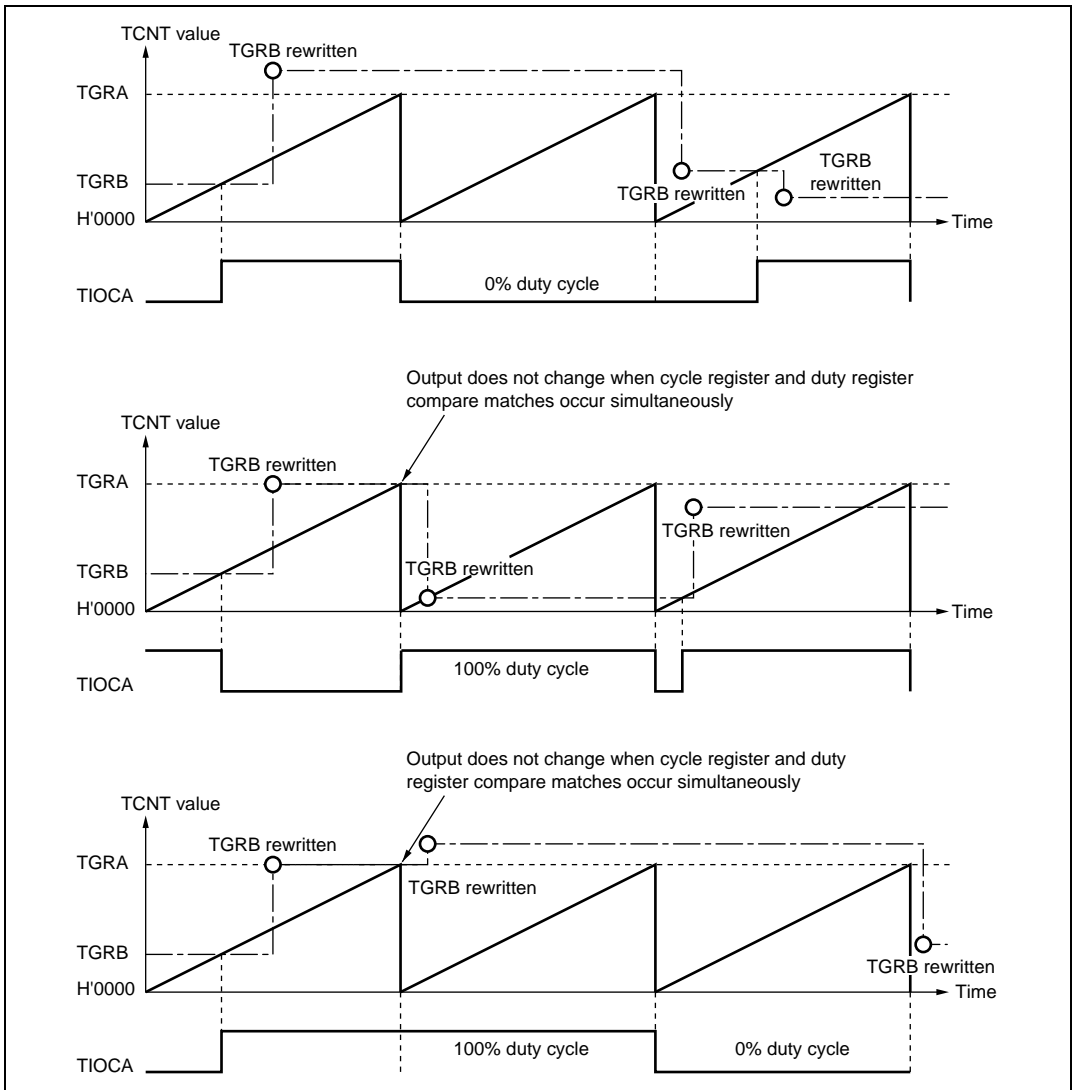 TCNT value
TGRB rewritten
TGRA
TGRB
rewritten
TGRB
TGRB rewritten
H'0000
Time
0% duty cycle
TIOCA
Output does not change when cycle register and duty register
compare matches occur simultaneously
TCNT value
TGRB rewritten
TGRA
TGRB rewritten
TGRB
TGRB rewritten
H'0000
Time
100% duty cycle
TIOCA
Output does not change when cycle register and duty
register compare matches occur simultaneously
TCNT value
TGRB rewritten
TGRA
TGRB rewritten
TGRB
TGRB rewritten
H'0000
Time
100% duty cycle
0% duty cycle
TIOCA